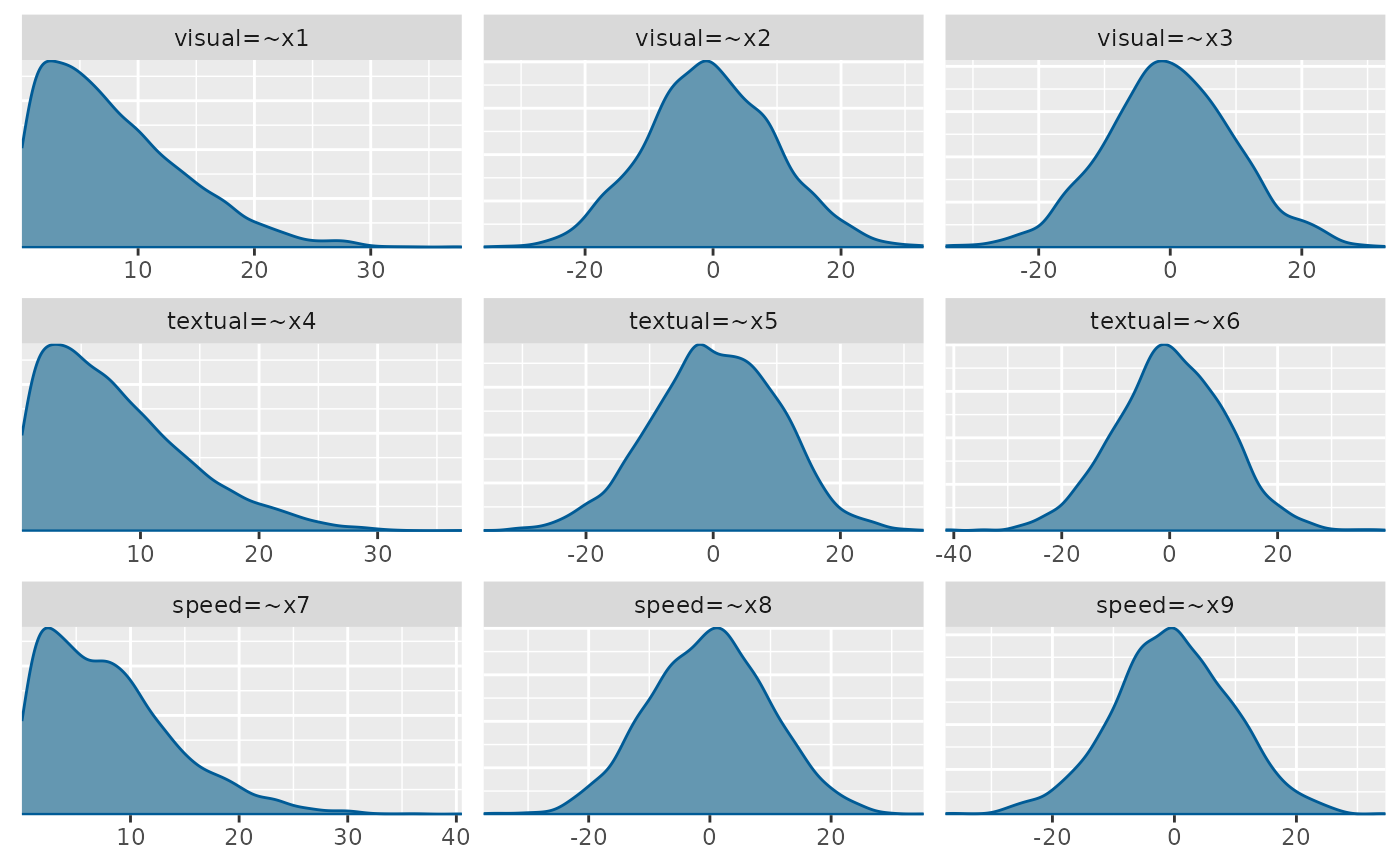 visual=~x1 visual=~x2 visual=~x3
10 20 30 -20 0 20 -20 0 20
textual=~x4 textual=~x5 textual=~x6
10 20 30 -20 0 20 -40 -20 0 20
speed=~x7 speed=~x8 speed=~x9
10 20 30 40 -20 0 20 -20 0 20